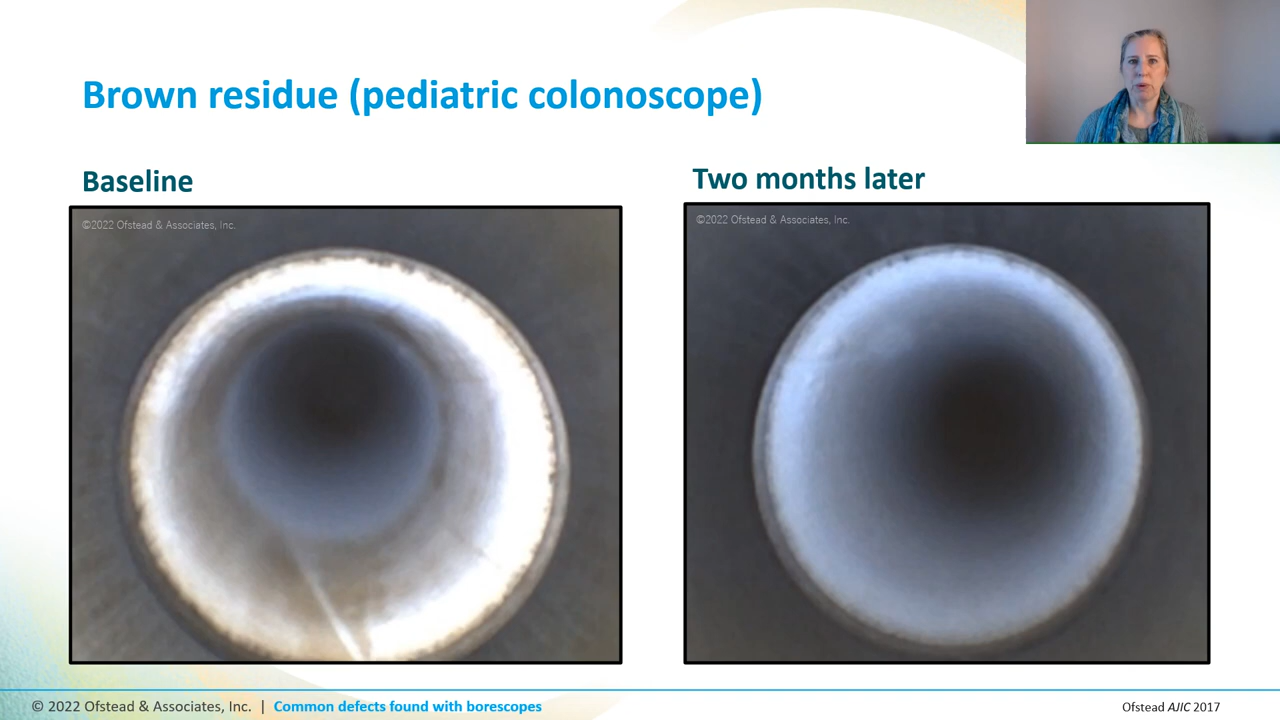 Brown residue (pediatric colonoscope)
Baseline
Two months later
©2022 Ofstead & Associates, Inc.
©2022 Ofstead & Associates, Inc.
© 2022 Ofstead & Associates, Inc. | Common defects found with borescopes
Ofstead AJIC 2017